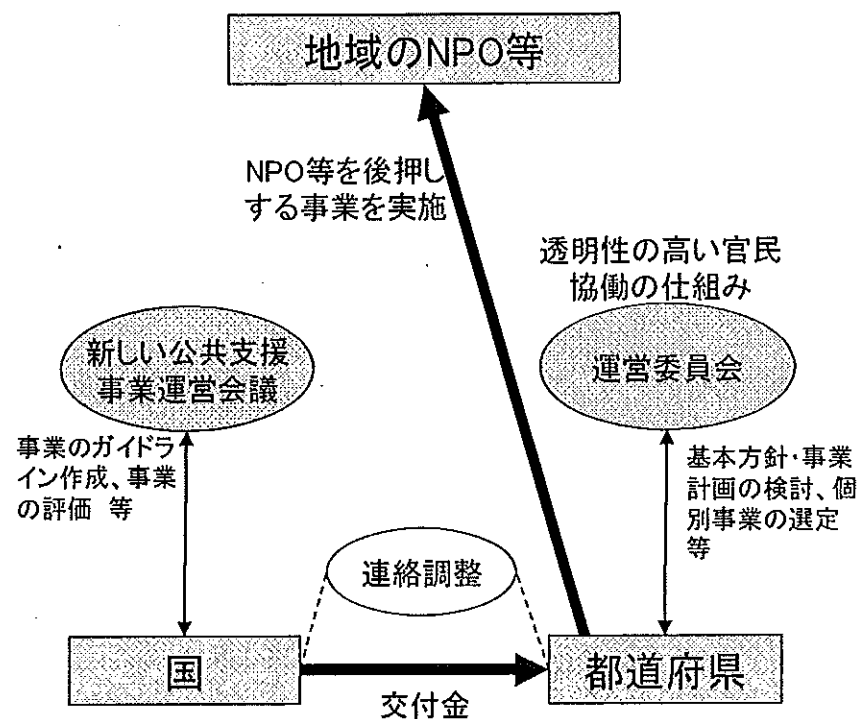 地域のNPO等
NPO等を後押し
する事業を実施
透明性の高い官民
協働の仕組み
新しい公共支援
事業運営会議
運営委員会
事業のガイドラ
イン作成、事業
の評価 等
基本方針・事業
計画の検討、個
別事業の選定
等
連絡調整
国
都道府県
交付金